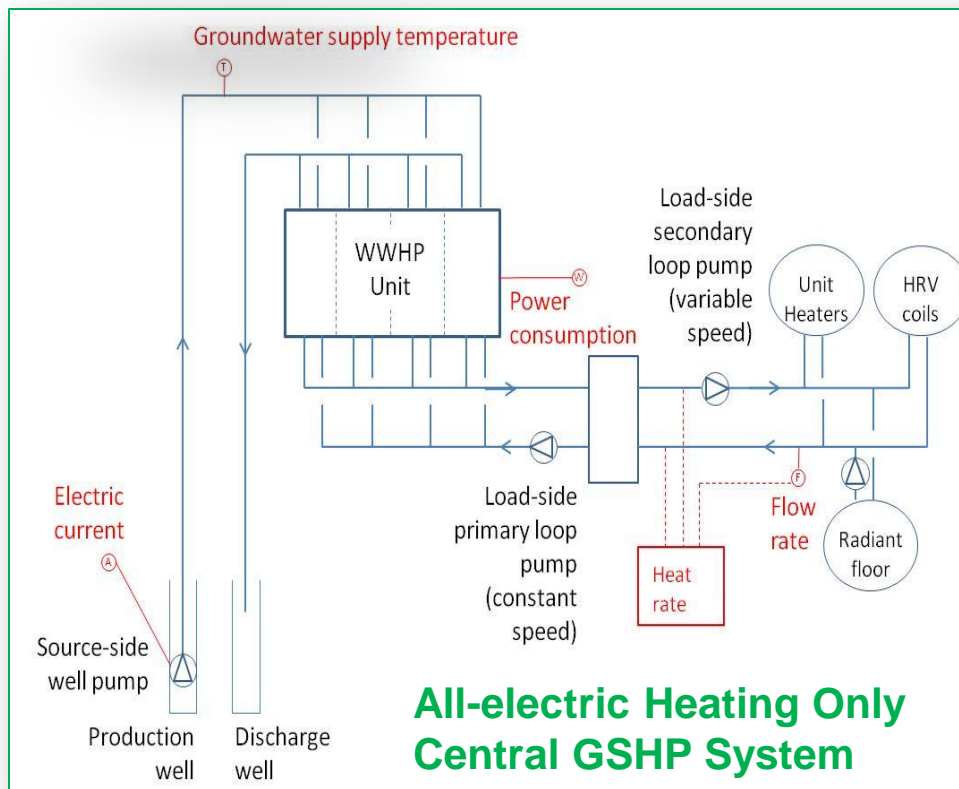 Groundwater supply temperature
T
WWHP
Unit
W
Power
consumption
Load-side
secondary
loop pump
(variable
speed)
Unit
Heaters
HRV
coils
Electric
current
A
Load-side
primary loop
pump
(constant
speed)
Heat
rate
F
Flow
rate
Radiant
floor
Source-side
well pump
Production
well
Discharge
well
All-electric Heating Only
Central GSHP System